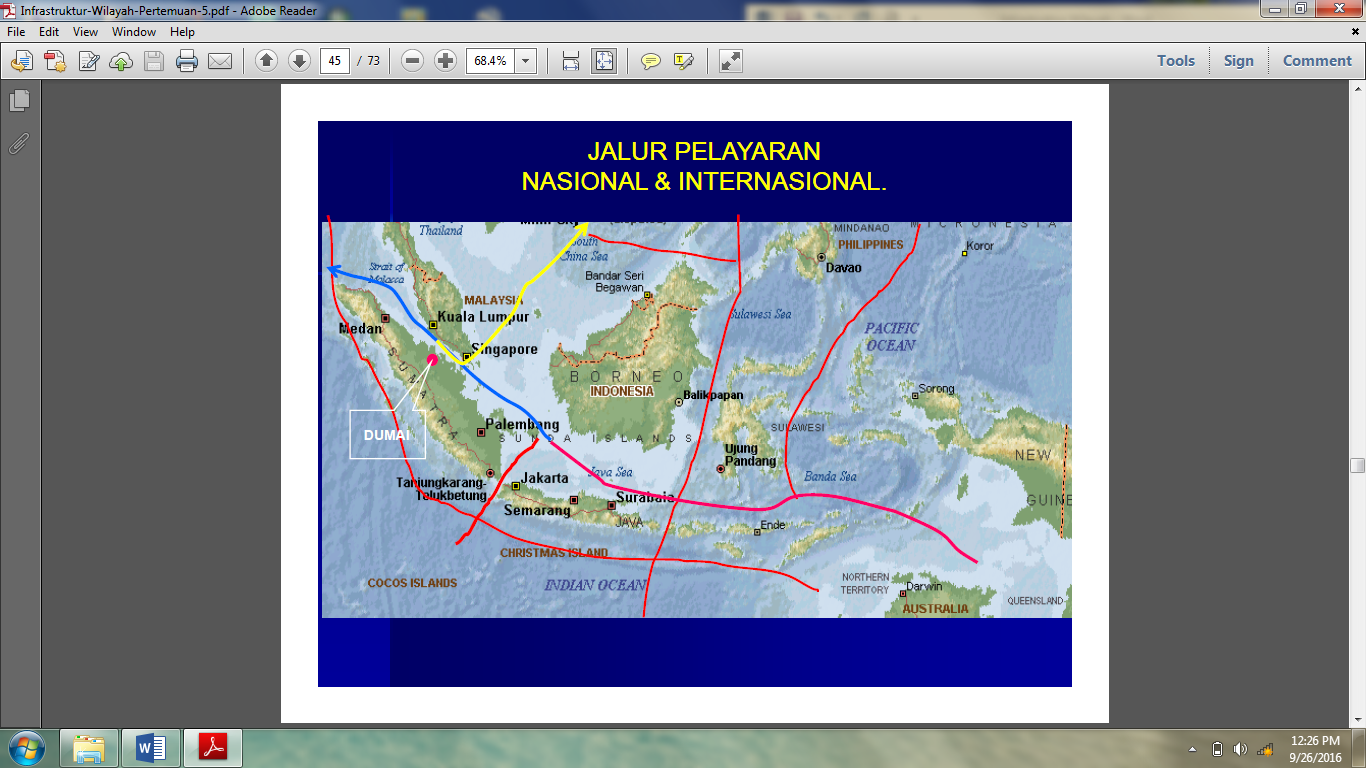 Infrastruktur-Wilayah-Pertemuan-5.pdf - Adobe Reader
File Edit View Window Help
45 / 73 68.4% Tools Sign Comment
JALUR PELAYARAN
NASIONAL & INTERNASIONAL.
Thailand
South
China Sea
MICRONESIA
MINDANAO
PHILIPPINES
Koror
Davao
Strait of
Malacca
Bandar Seri
Begawan
MALAYSIA
Kuala Lumpur
Medan
Sulawesi Sea
PACIFIC
OCEAN
Singapore
SUMATRA
BORNEO
INDONESIA
Balikpapan
Sorong
DUMAI
Palembang
SUNDA ISLANDS
SULAWESI
Ujung
Pandang
NEW
GUINE
Java Sea
Banda Sea
Tanjungkarang-
Telukbetung
Jakarta
Semarang
Surabaia
JAVA
Ende
CHRISTMAS ISLAND
COCOS ISLANDS
INDIAN OCEAN
NORTHERN
TERRITORY
Darwin
AUSTRALIA
QUEENSLAND
12:26 PM
9/26/2016